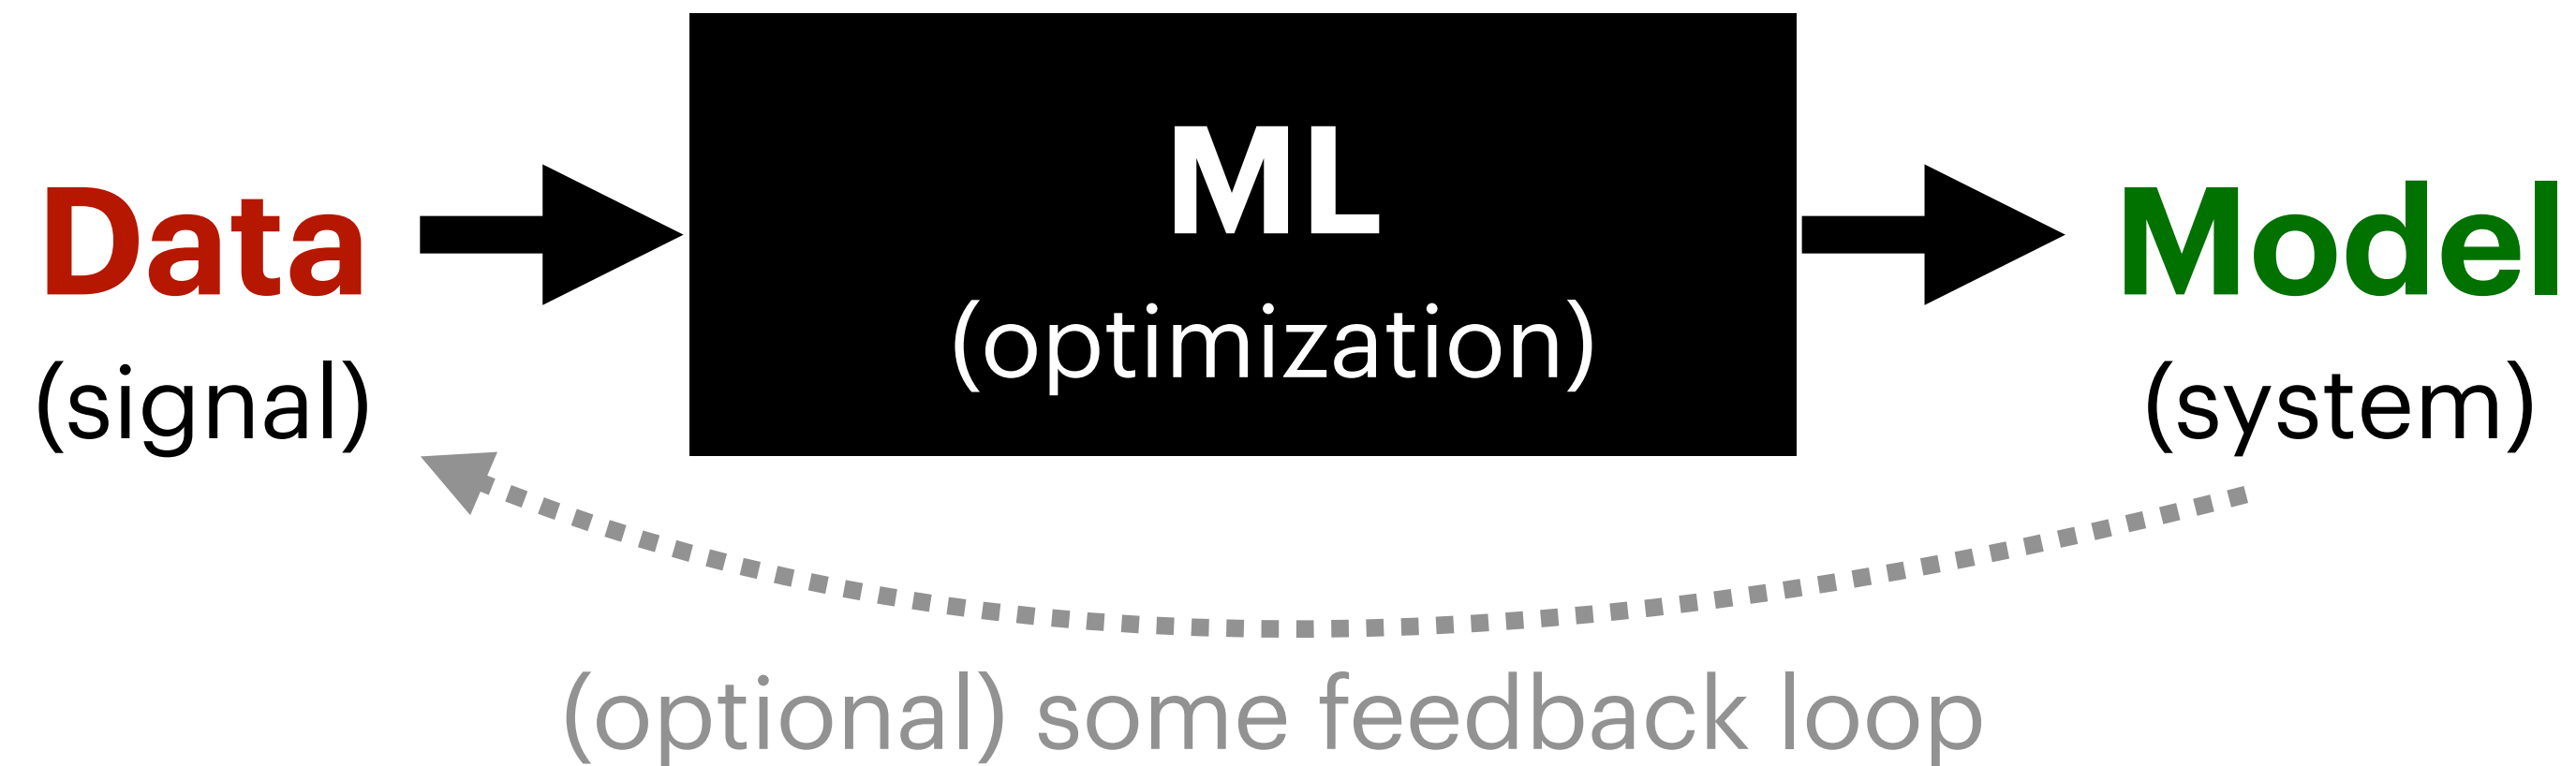 Data
(signal)
ML
(optimization)
Model
(system)
(optional) some feedback loop